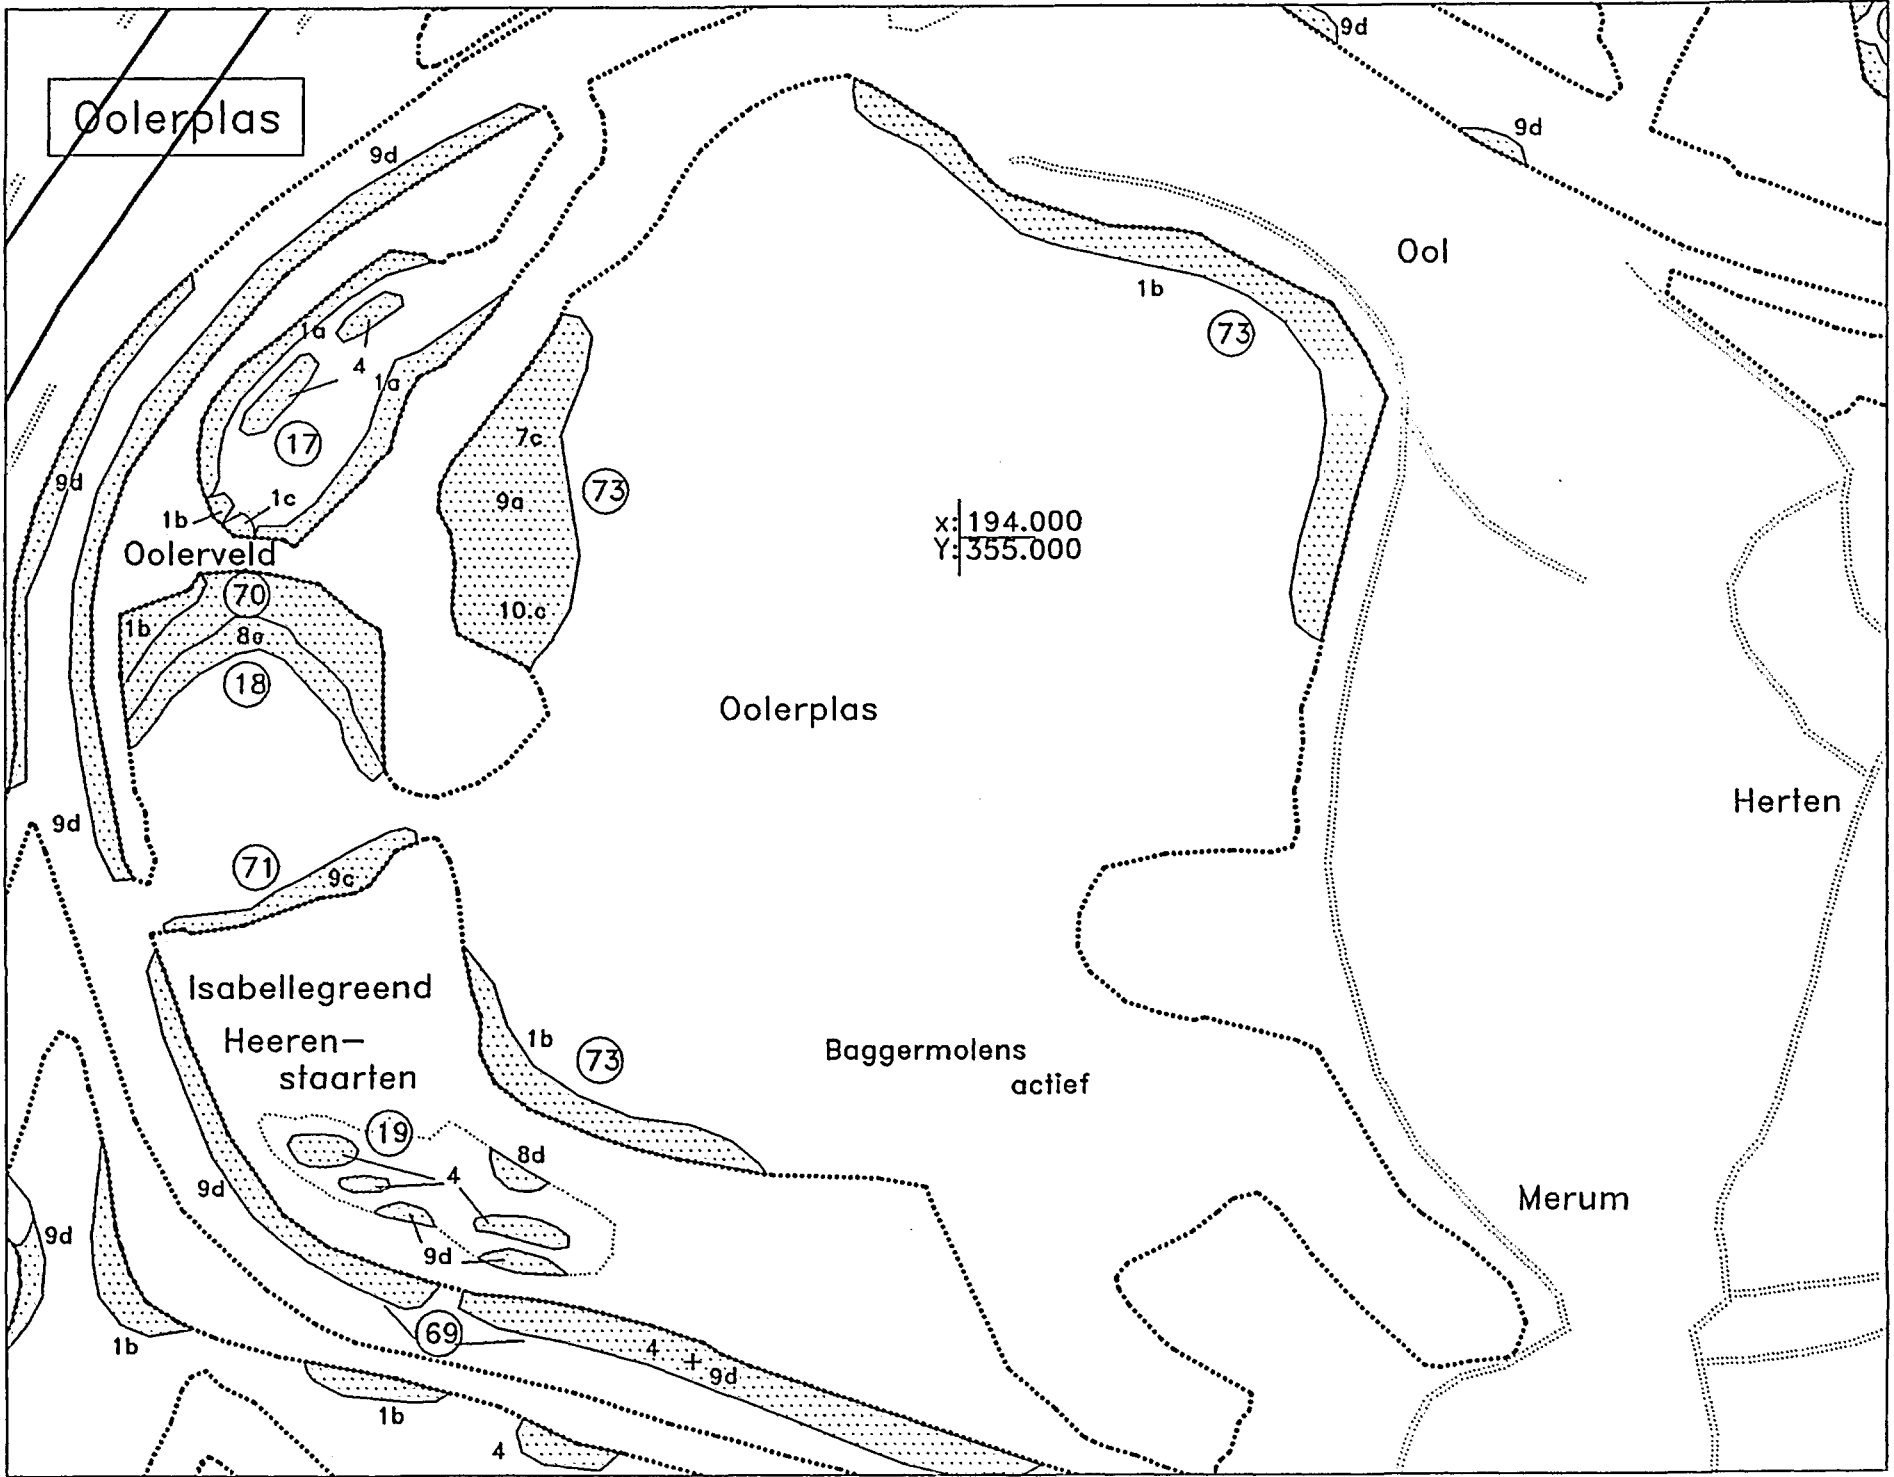 Oolerplas
9d
9d
9d
Ool
1b
73
1a
4
1a
17
7c
9a
73
9d
1b
1c
x: 194.000
Y: 355.000
Oolerveld
70
1b
8e
18
10.c
Oolerplas
Herten
9d
71
9c
Isabellegreend
Heeren-
staarten
1b
73
Baggermolens
actief
19
8d
4
9d
Merum
9d
9d
69
1b
4 +
9d
1b
4